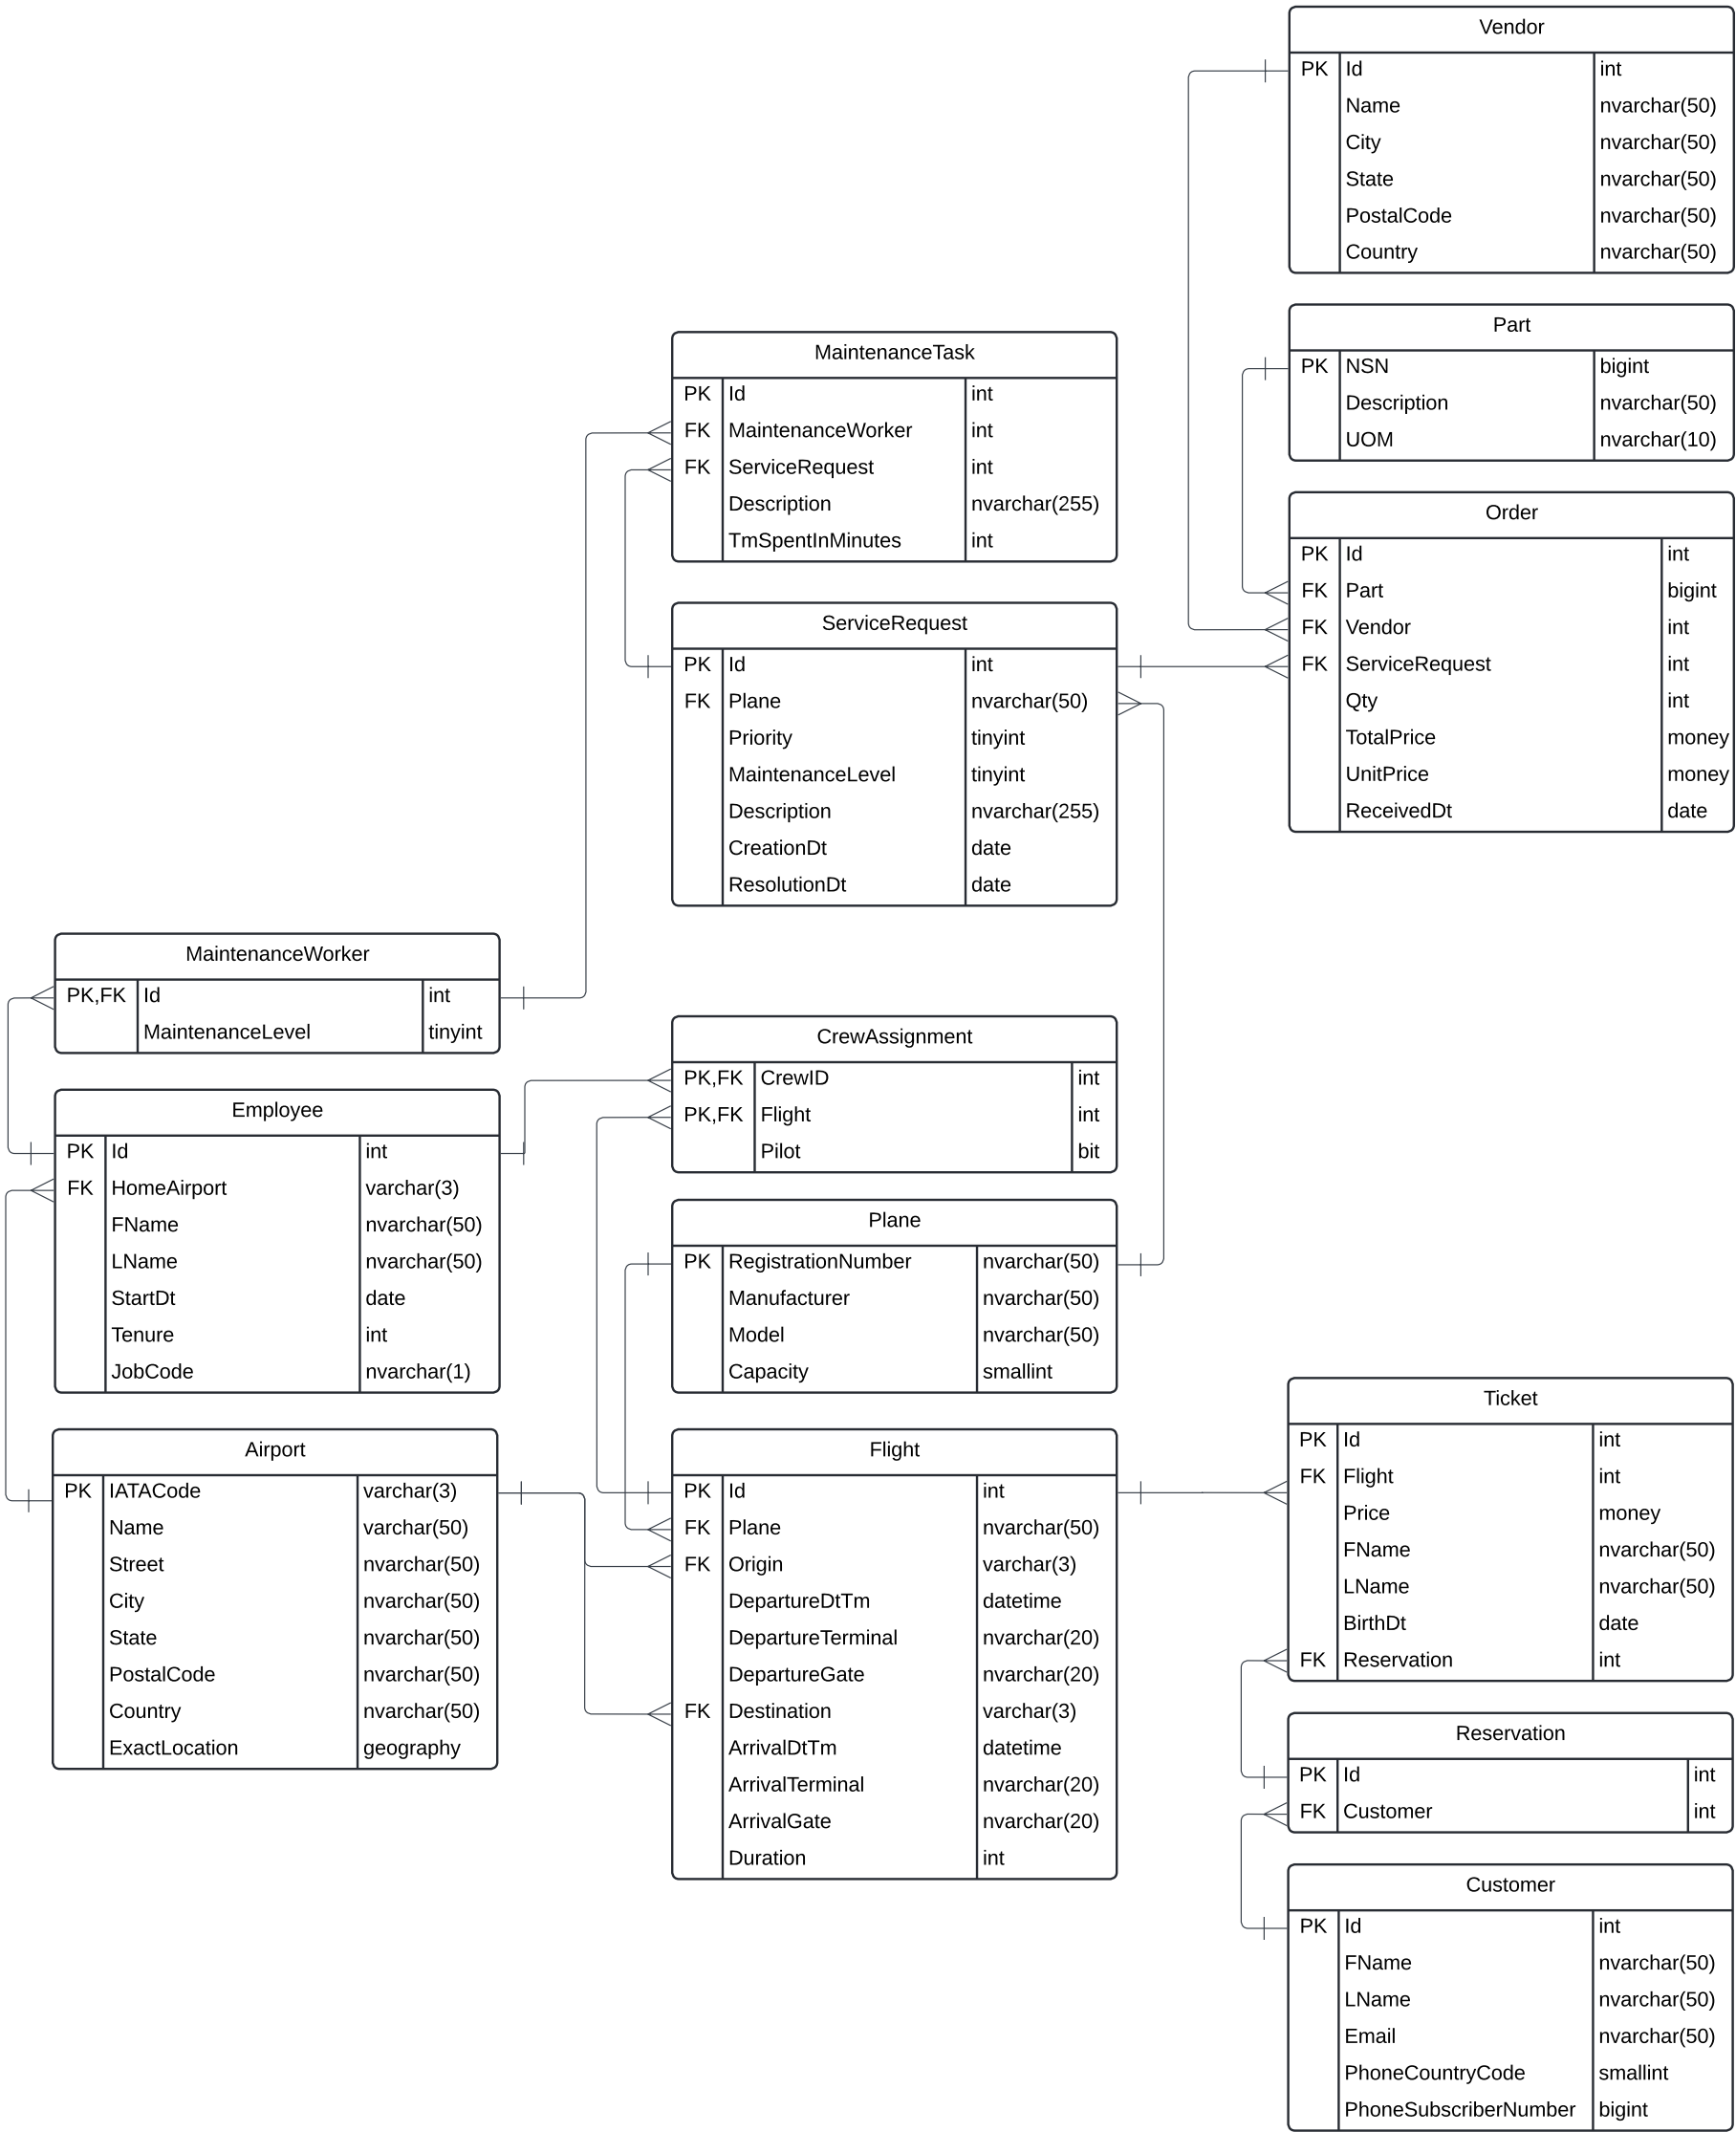 Vendor
PK Id int
Name nvarchar(50)
City nvarchar(50)
State nvarchar(50)
PostalCode nvarchar(50)
Country nvarchar(50)
Part
PK NSN bigint
Description nvarchar(50)
UOM nvarchar(10)
MaintenanceTask
PK Id int
FK MaintenanceWorker int
FK ServiceRequest int
Description nvarchar(255)
TmSpentInMinutes int
Order
PK Id int
FK Part bigint
FK Vendor int
FK ServiceRequest int
Qty int
TotalPrice money
UnitPrice money
ReceivedDt date
ServiceRequest
PK Id int
FK Plane nvarchar(50)
Priority tinyint
MaintenanceLevel tinyint
Description nvarchar(255)
CreationDt date
ResolutionDt date
MaintenanceWorker
PK,FK Id int
MaintenanceLevel tinyint
CrewAssignment
PK,FK CrewID int
PK,FK Flight int
Pilot bit
Employee
PK Id int
FK HomeAirport varchar(3)
FName nvarchar(50)
LName nvarchar(50)
StartDt date
Tenure int
JobCode nvarchar(1)
Plane
PK RegistrationNumber nvarchar(50)
Manufacturer nvarchar(50)
Model nvarchar(50)
Capacity smallint
Airport
PK IATACode varchar(3)
Name varchar(50)
Street nvarchar(50)
City nvarchar(50)
State nvarchar(50)
PostalCode nvarchar(50)
Country nvarchar(50)
ExactLocation geography
Flight
PK Id int
FK Plane nvarchar(50)
FK Origin varchar(3)
DepartureDtTm datetime
DepartureTerminal nvarchar(20)
DepartureGate nvarchar(20)
FK Destination varchar(3)
ArrivalDtTm datetime
ArrivalTerminal nvarchar(20)
ArrivalGate nvarchar(20)
Duration int
Ticket
PK Id int
FK Flight int
Price money
FName nvarchar(50)
LName nvarchar(50)
BirthDt date
FK Reservation int
Reservation
PK Id int
FK Customer int
Customer
PK Id int
FName nvarchar(50)
LName nvarchar(50)
Email nvarchar(50)
PhoneCountryCode smallint
PhoneSubscriberNumber bigint